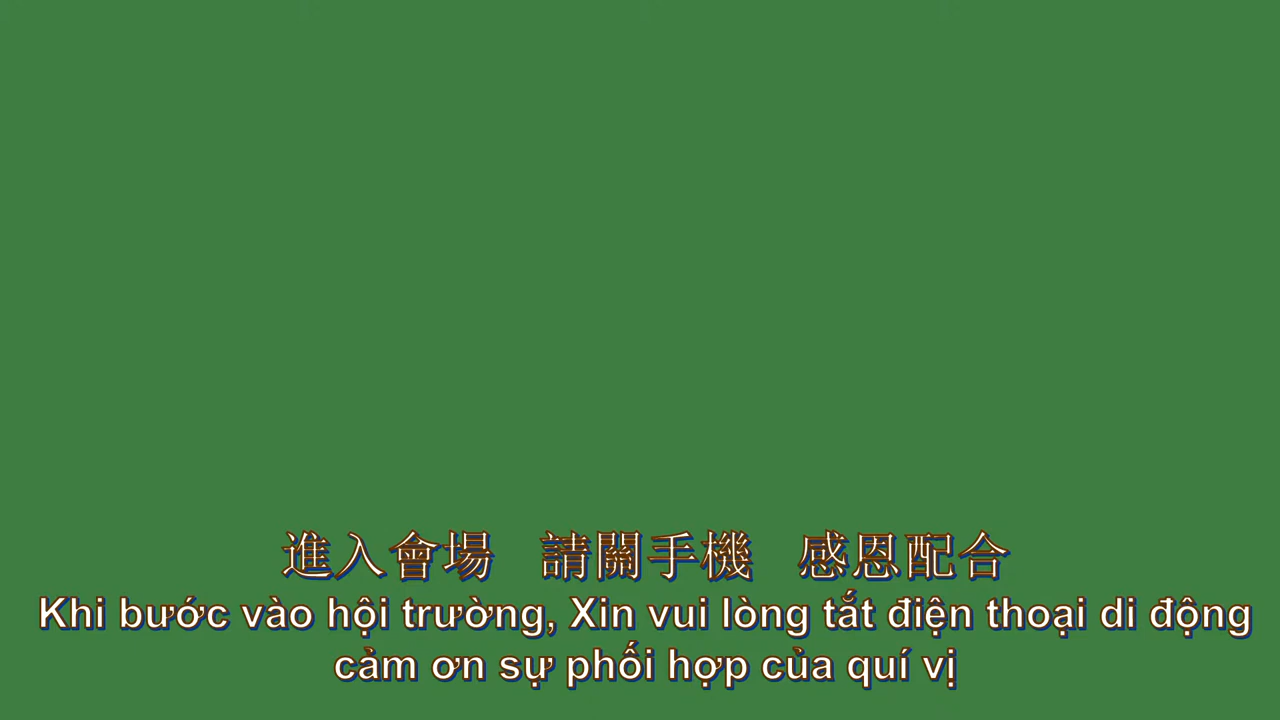 進入會場 請關手機 感恩配合
Khi bước vào hội trường, Xin vui lòng tắt điện thoại di động
cảm ơn sự phối hợp của quí vị